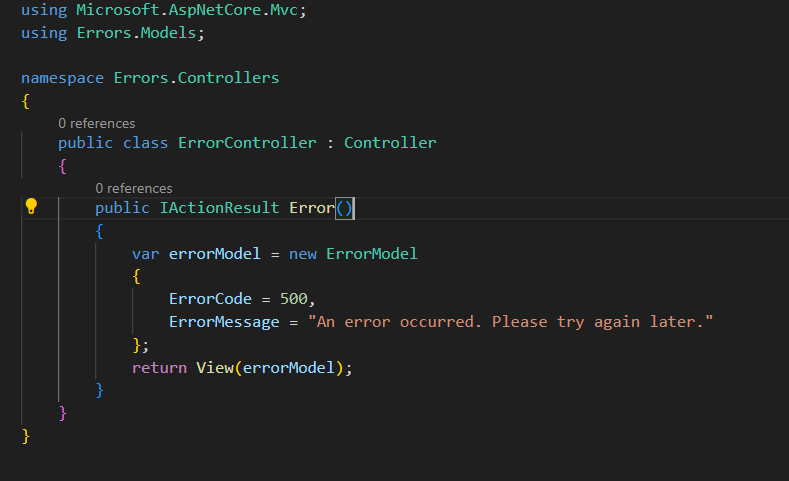 using Microsoft.AspNetCore.Mvc;
using Errors.Models;
namespace Errors.Controllers
{
0 references
public class ErrorController : Controller
{
0 references
public IActionResult Error()
{
var errorModel = new ErrorModel
{
ErrorCode = 500,
ErrorMessage = "An error occurred. Please try again later."
};
return View(errorModel);
}
}
}